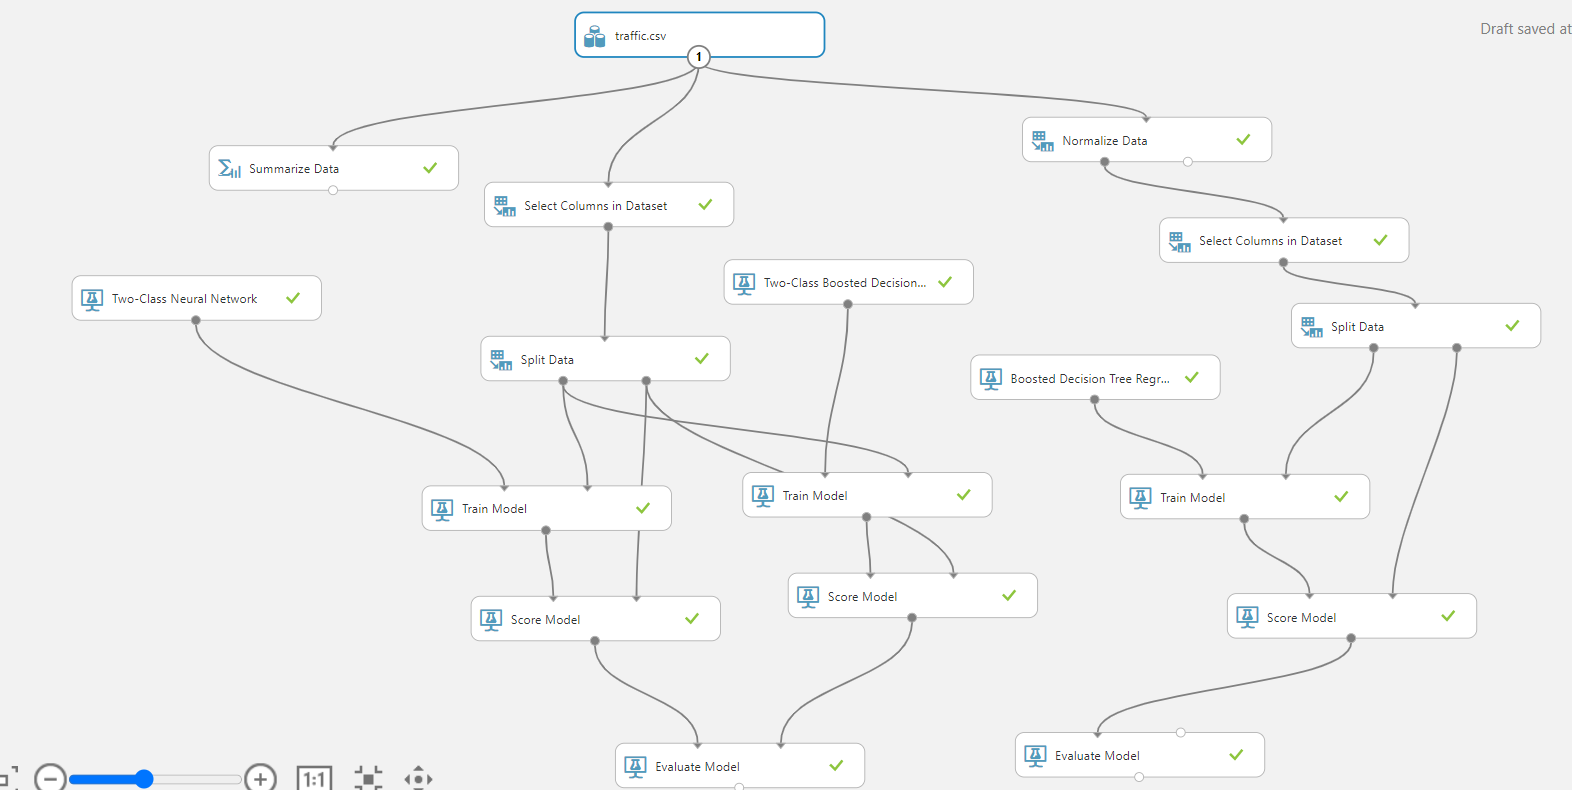 traffic.csv
Draft saved at
1
Normalize Data
Summarize Data
Select Columns in Dataset
Select Columns in Dataset
Two-Class Boosted Decision...
Two-Class Neural Network
Split Data
Split Data
Boosted Decision Tree Regr...
Train Model
Train Model
Train Model
Score Model
Score Model
Score Model
Evaluate Model
Evaluate Model
1:1